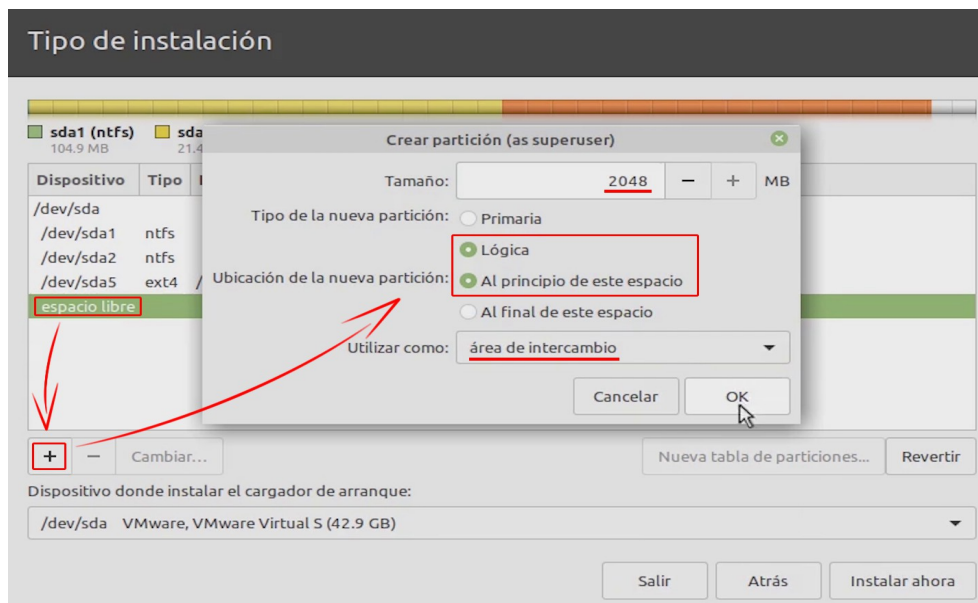 Tipo de instalación
sda1 (ntfs) sda
104.9 MB 21.4
Crear partición (as superuser)
Tamaño: 2048 − + MB
Tipo de la nueva partición: Primaria
Lógica
Ubicación de la nueva partición: Al principio de este espacio
Al final de este espacio
Utilizar como: área de intercambio
Cancelar OK
Dispositivo Tipo
/dev/sda
/dev/sda1 ntfs
/dev/sda2 ntfs
/dev/sda5 ext4 /
espacio libre
+ − Cambiar... Nueva tabla de particiones... Revertir
Dispositivo donde instalar el cargador de arranque:
/dev/sda VMware, VMware Virtual S (42.9 GB)
Salir Atrás Instalar ahora